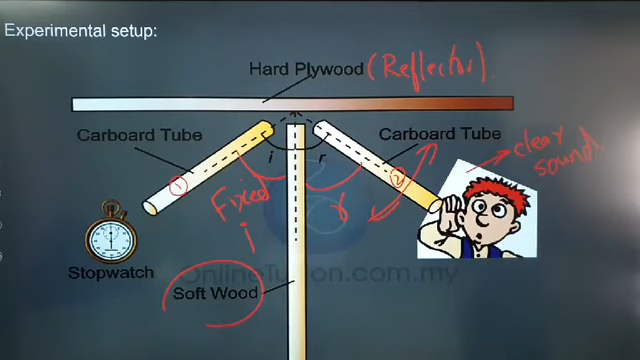 Experimental setup:
Hard Plywood (Reflector).
Carboard Tube
Carboard Tube
clear
sound
i
r
1
2
Fixed
i
r
Stopwatch
OnlineTuition.com.my
Soft Wood